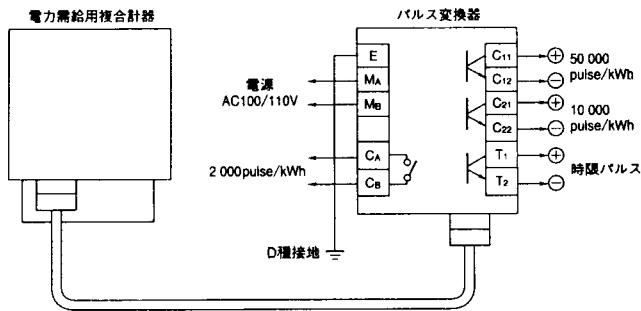 電力需給用複合計器
パルス変換器
E
MA
MB
CA
CB
C11
C12
C21
C22
T1
T2
電源
AC100/110V
2 000pulse/kWh
D種接地
⊕ 50 000
⊖ pulse/kWh
⊕ 10 000
⊖ pulse/kWh
⊕
⊖
時限パルス